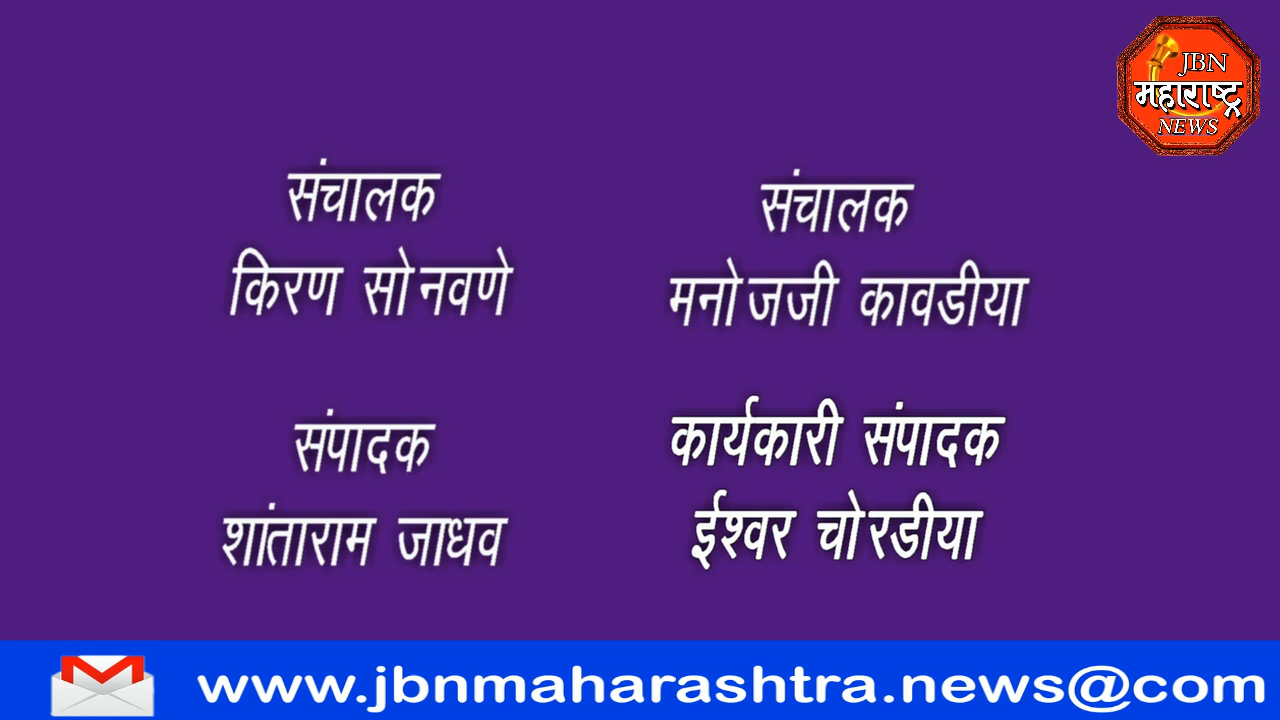 JBN
महाराष्ट्र
NEWS
संचालक
किरण सोनवणे
संचालक
मनोजजी कावडीया
संपादक
शांताराम जाधव
कार्यकारी संपादक
ईश्वर चोरडीया
www.jbnmaharashtra.news@com